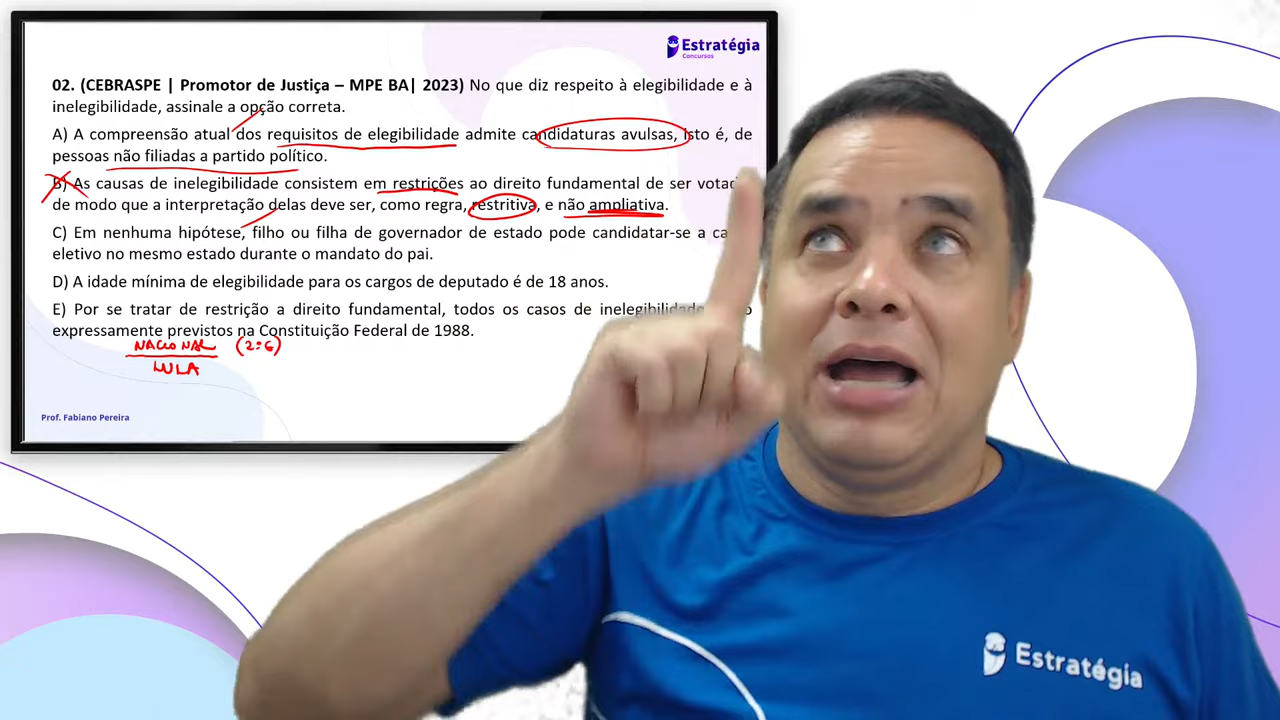 Estratégia
Concursos
02. (CEBRASPE | Promotor de Justiça – MPE BA| 2023) No que diz respeito à elegibilidade e à
inelegibilidade, assinale a opção correta.
A) A compreensão atual dos requisitos de elegibilidade admite candidaturas avulsas, isto é, de
pessoas não filiadas a partido político.
B) As causas de inelegibilidade consistem em restrições ao direito fundamental de ser
de modo que a interpretação delas deve ser, como regra, restritiva, e não ampliativa.
C) Em nenhuma hipótese, filho ou filha de governador de estado pode candidatar-se a
eletivo no mesmo estado durante o mandato do pai.
D) A idade mínima de elegibilidade para os cargos de deputado é de 18 anos.
E) Por se tratar de restrição a direito fundamental, todos os casos de
expressamente previstos na Constituição Federal de 1988.
NACIONAL
LULA
Prof. Fabiano Pereira
Estratégia